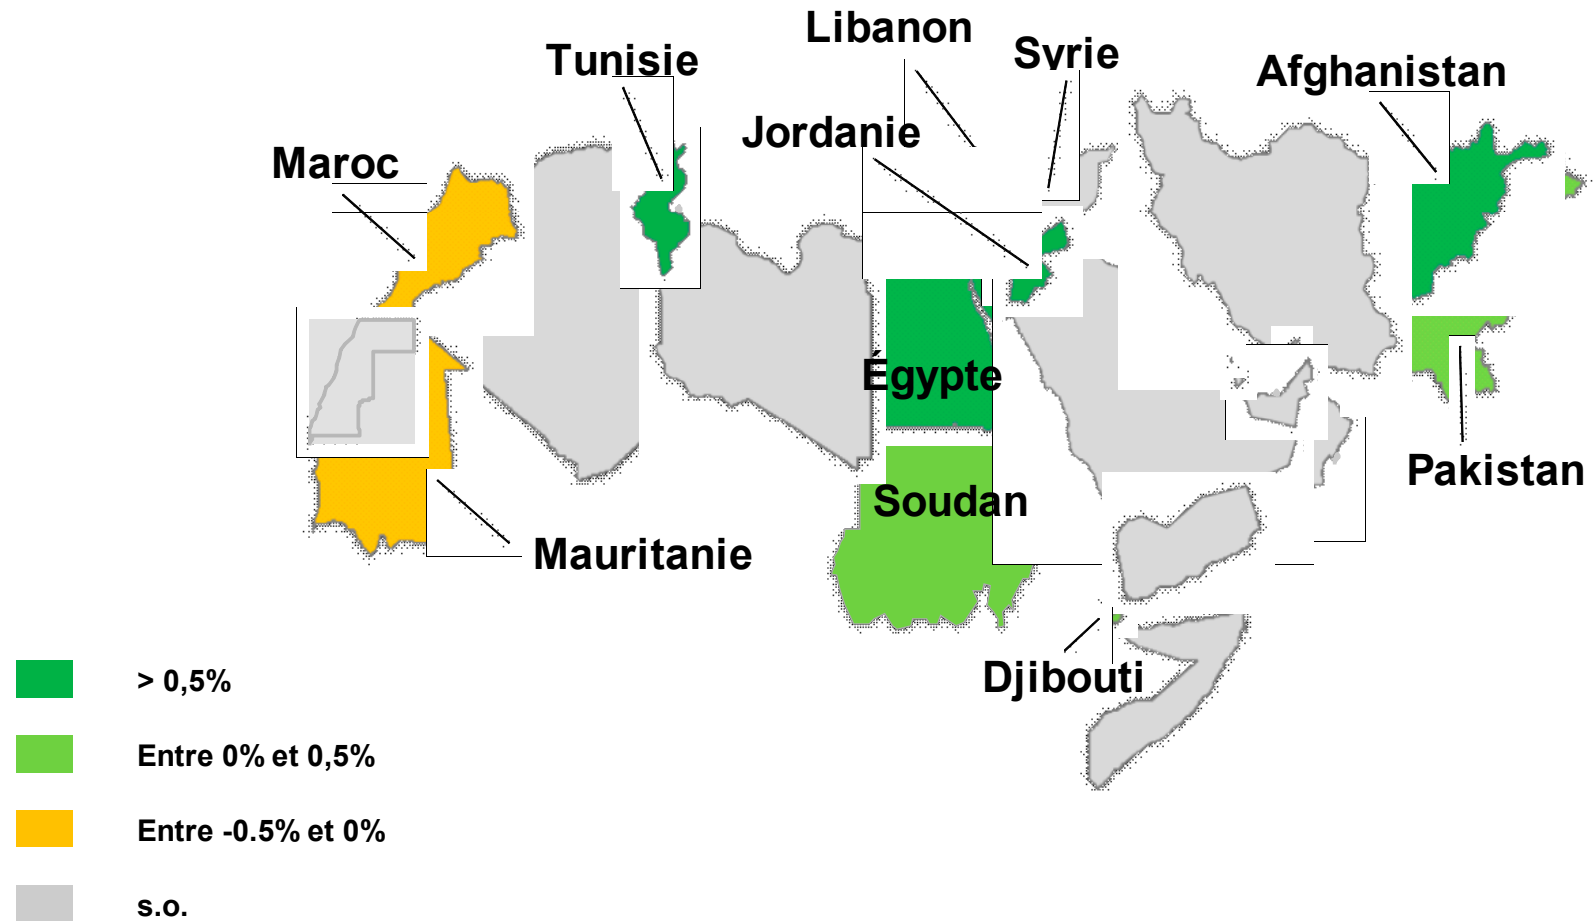 Libanon
Syrie
Tunisie
Afghanistan
Jordanie
Maroc
Égypte
Pakistan
Soudan
Mauritanie
Djibouti
> 0,5%
Entre 0% et 0,5%
Entre -0.5% et 0%
s.o.